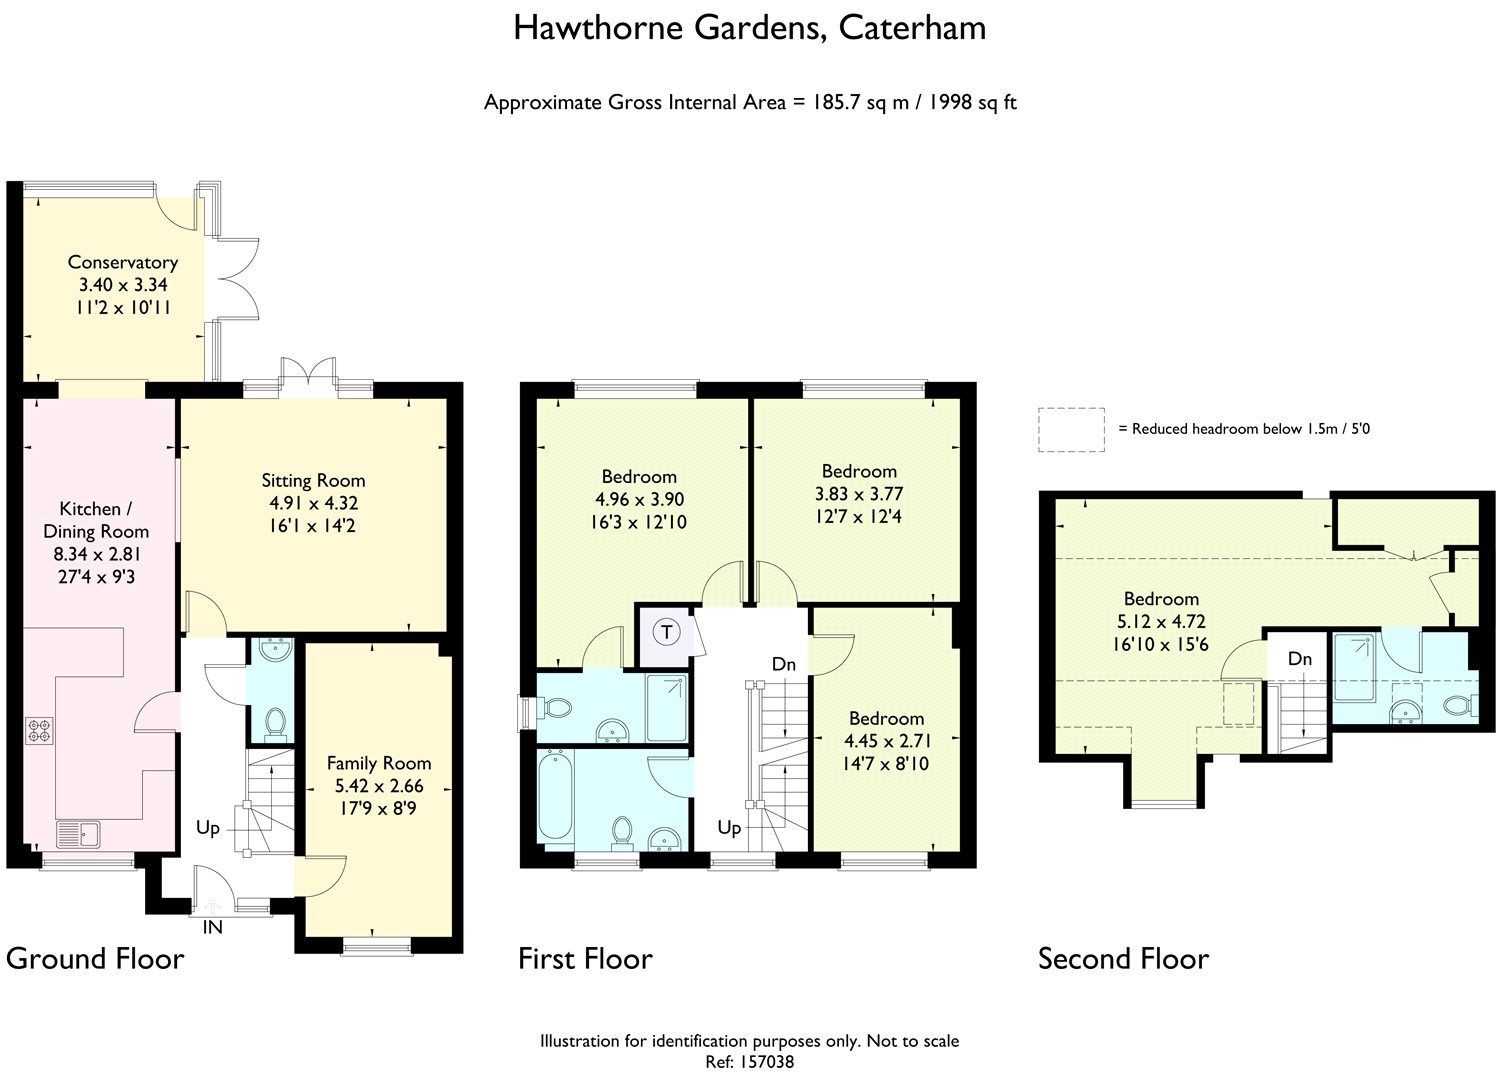 Hawthorne Gardens, Caterham
Approximate Gross Internal Area = 185.7 sq m / 1998 sq ft
Conservatory
3.40 x 3.34
11'2 x 10'11
Kitchen /
Dining Room
8.34 x 2.81
27'4 x 9'3
Sitting Room
4.91 x 4.32
16'1 x 14'2
Family Room
5.42 x 2.66
17'9 x 8'9
Up
IN
Ground Floor
Bedroom
4.96 x 3.90
16'3 x 12'10
Bedroom
3.83 x 3.77
12'7 x 12'4
T
Dn
Bedroom
4.45 x 2.71
14'7 x 8'10
Up
First Floor
= Reduced headroom below 1.5m / 5'0
Bedroom
5.12 x 4.72
16'10 x 15'6
Dn
Second Floor
Illustration for identification purposes only. Not to scale
Ref: 157038